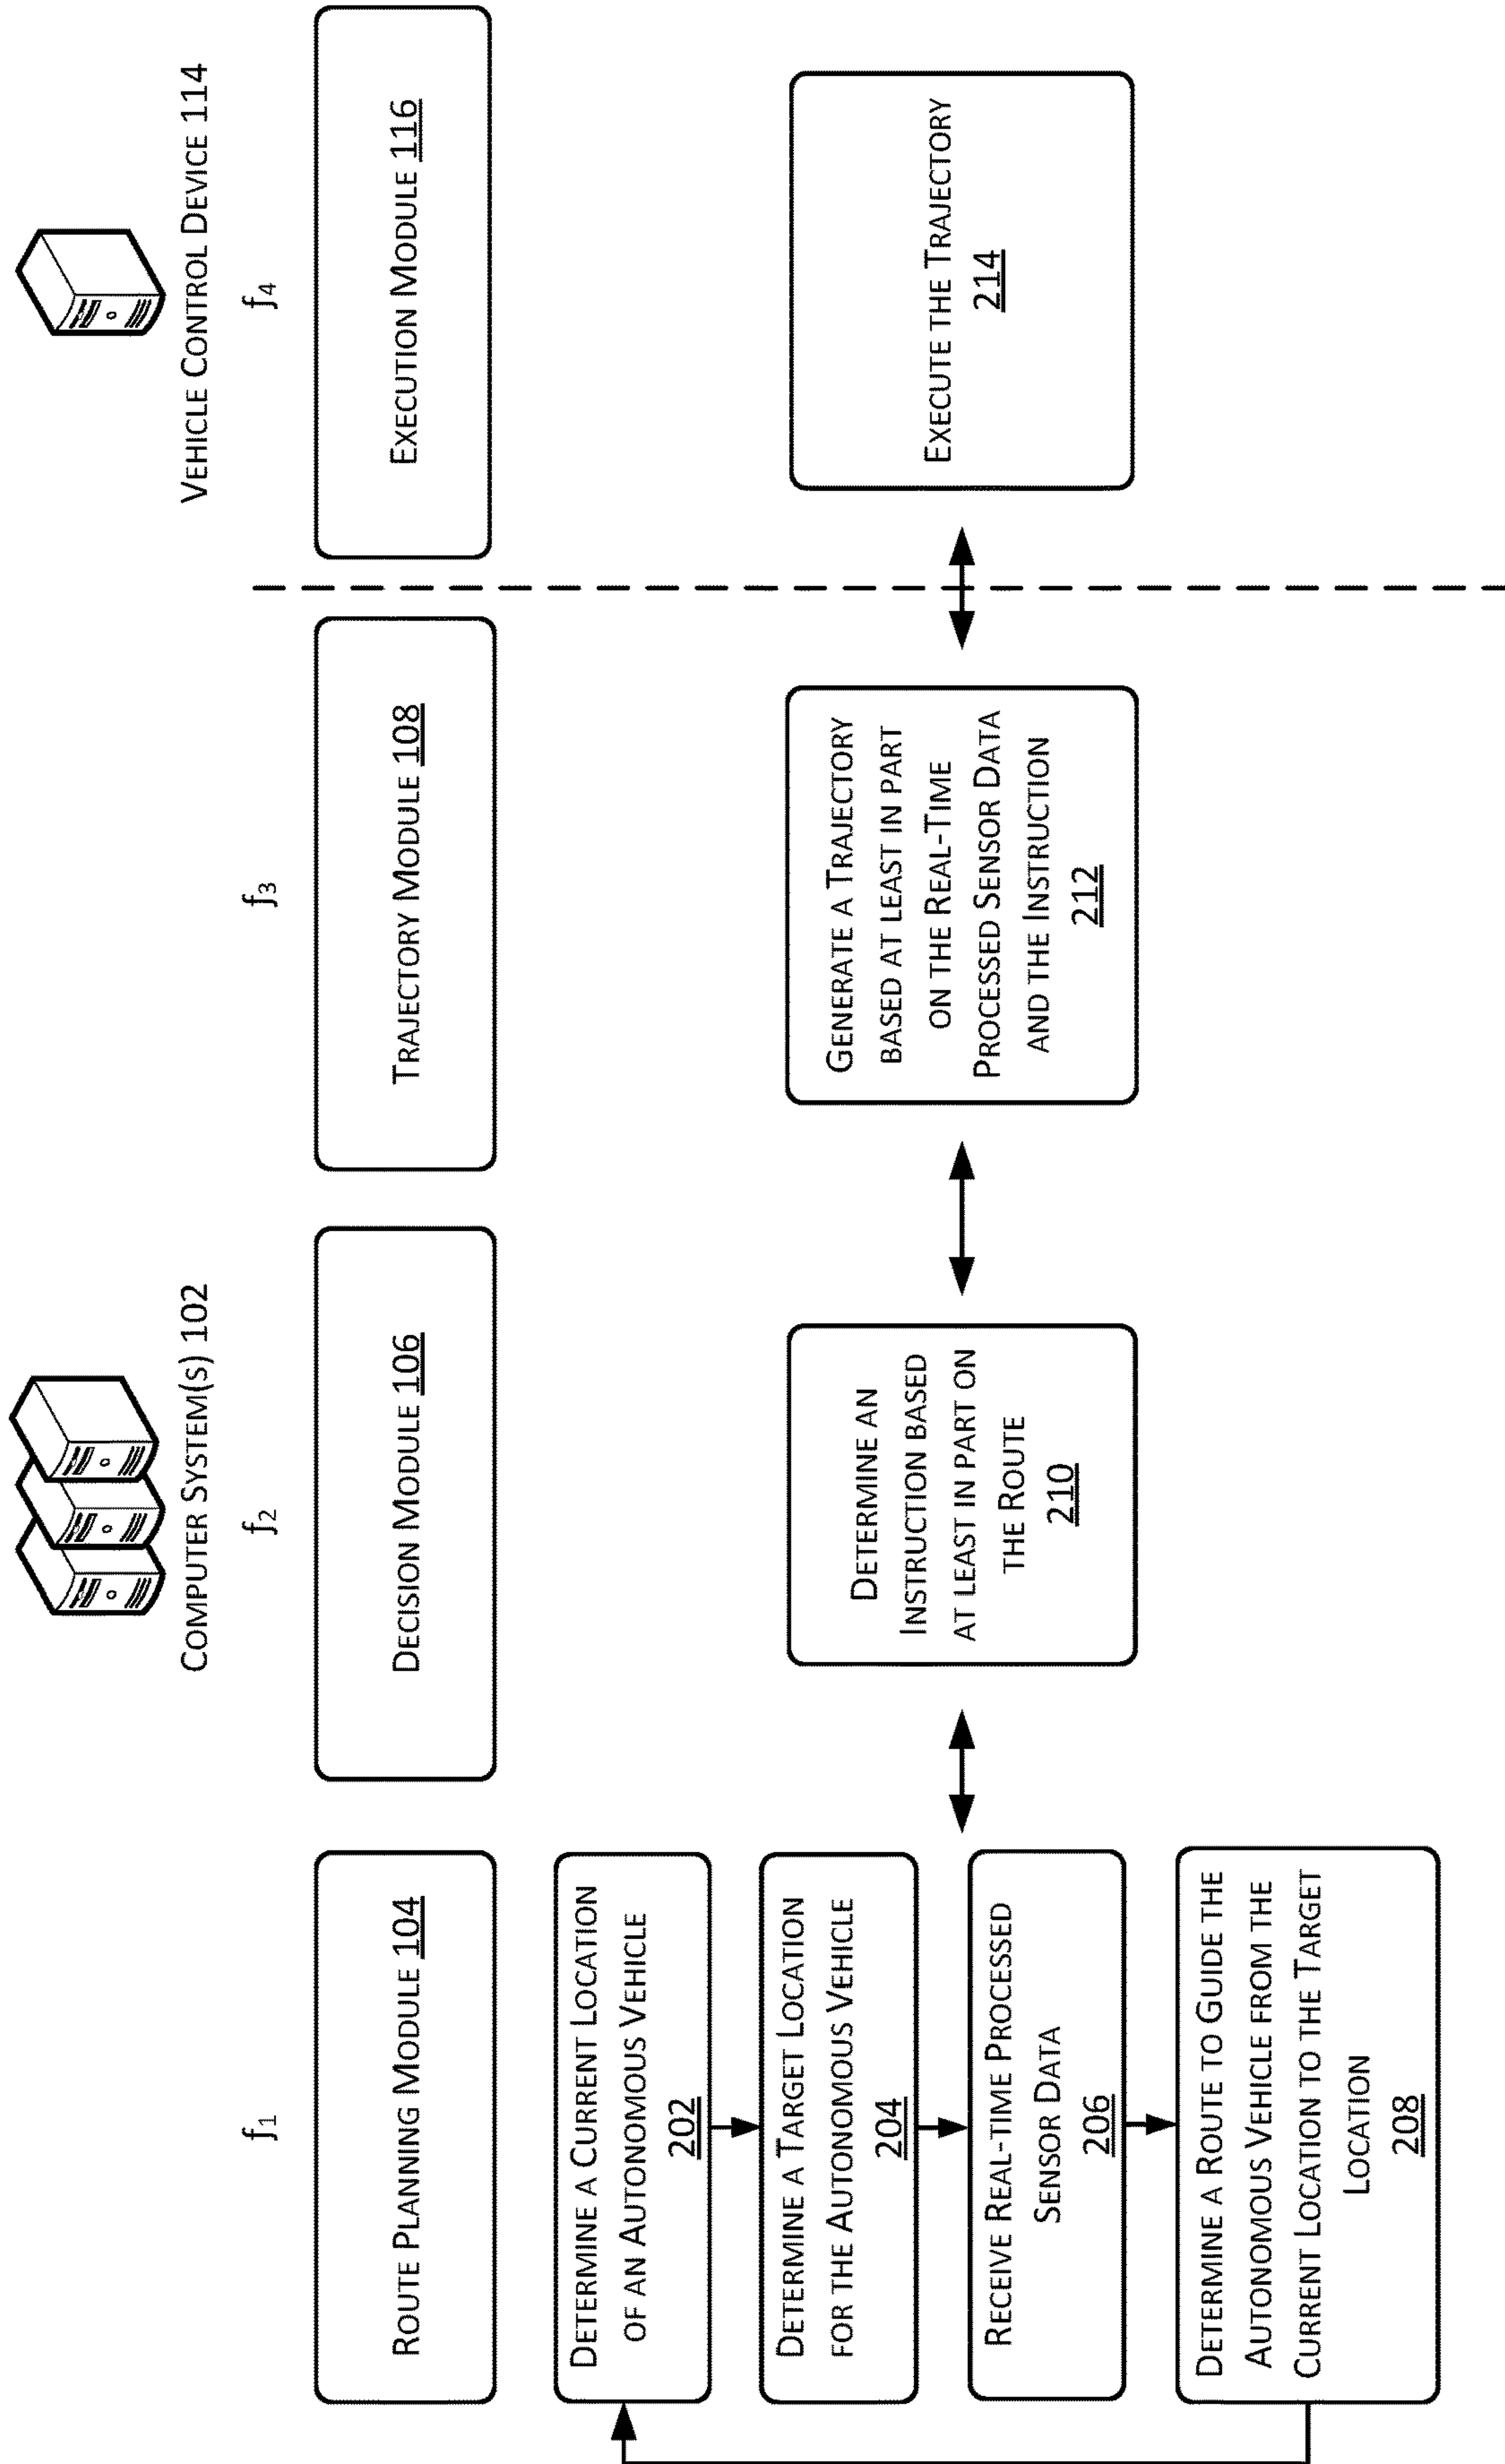 COMPUTER SYSTEM(S) 102
VEHICLE CONTROL DEVICE 114
f1
f2
f3
f4
ROUTE PLANNING MODULE 104
DECISION MODULE 106
TRAJECTORY MODULE 108
EXECUTION MODULE 116
DETERMINE A CURRENT LOCATION
OF AN AUTONOMOUS VEHICLE
202
DETERMINE A TARGET LOCATION
FOR THE AUTONOMOUS VEHICLE
204
RECEIVE REAL-TIME PROCESSED
SENSOR DATA
206
DETERMINE A ROUTE TO GUIDE THE
AUTONOMOUS VEHICLE FROM THE
CURRENT LOCATION TO THE TARGET
LOCATION
208
DETERMINE AN
INSTRUCTION BASED
AT LEAST IN PART ON
THE ROUTE
210
GENERATE A TRAJECTORY
BASED AT LEAST IN PART
ON THE REAL-TIME
PROCESSED SENSOR DATA
AND THE INSTRUCTION
212
EXECUTE THE TRAJECTORY
214